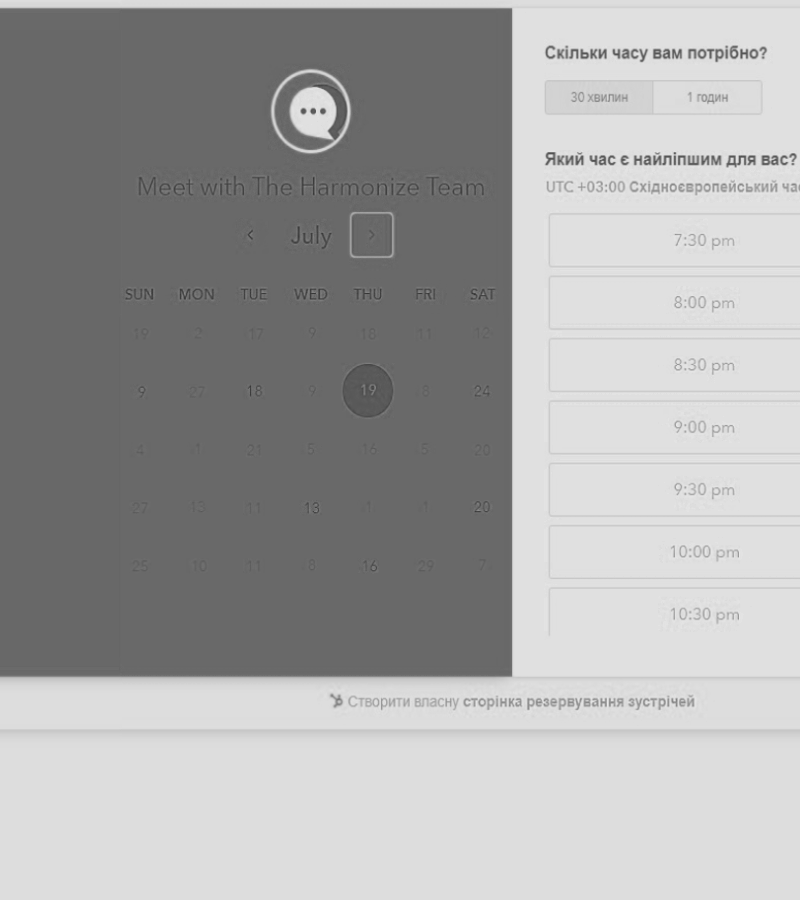 Meet with The Harmonize Team
July
SUN MON TUE WED THU FRI SAT
19 2 17 9 18 11 12
9 27 18 9 19 8 24
4 1 21 5 16 5 20
27 13 11 13 1 1 20
25 10 11 8 16 29 7
Скільки часу вам потрібно?
30 хвилин 1 годин
Який час є найліпшим для вас?
UTC +03:00 Східноєвропейський
7:30 pm
8:00 pm
8:30 pm
9:00 pm
9:30 pm
10:00 pm
10:30 pm
Створити власну сторінка резервування зустрічей